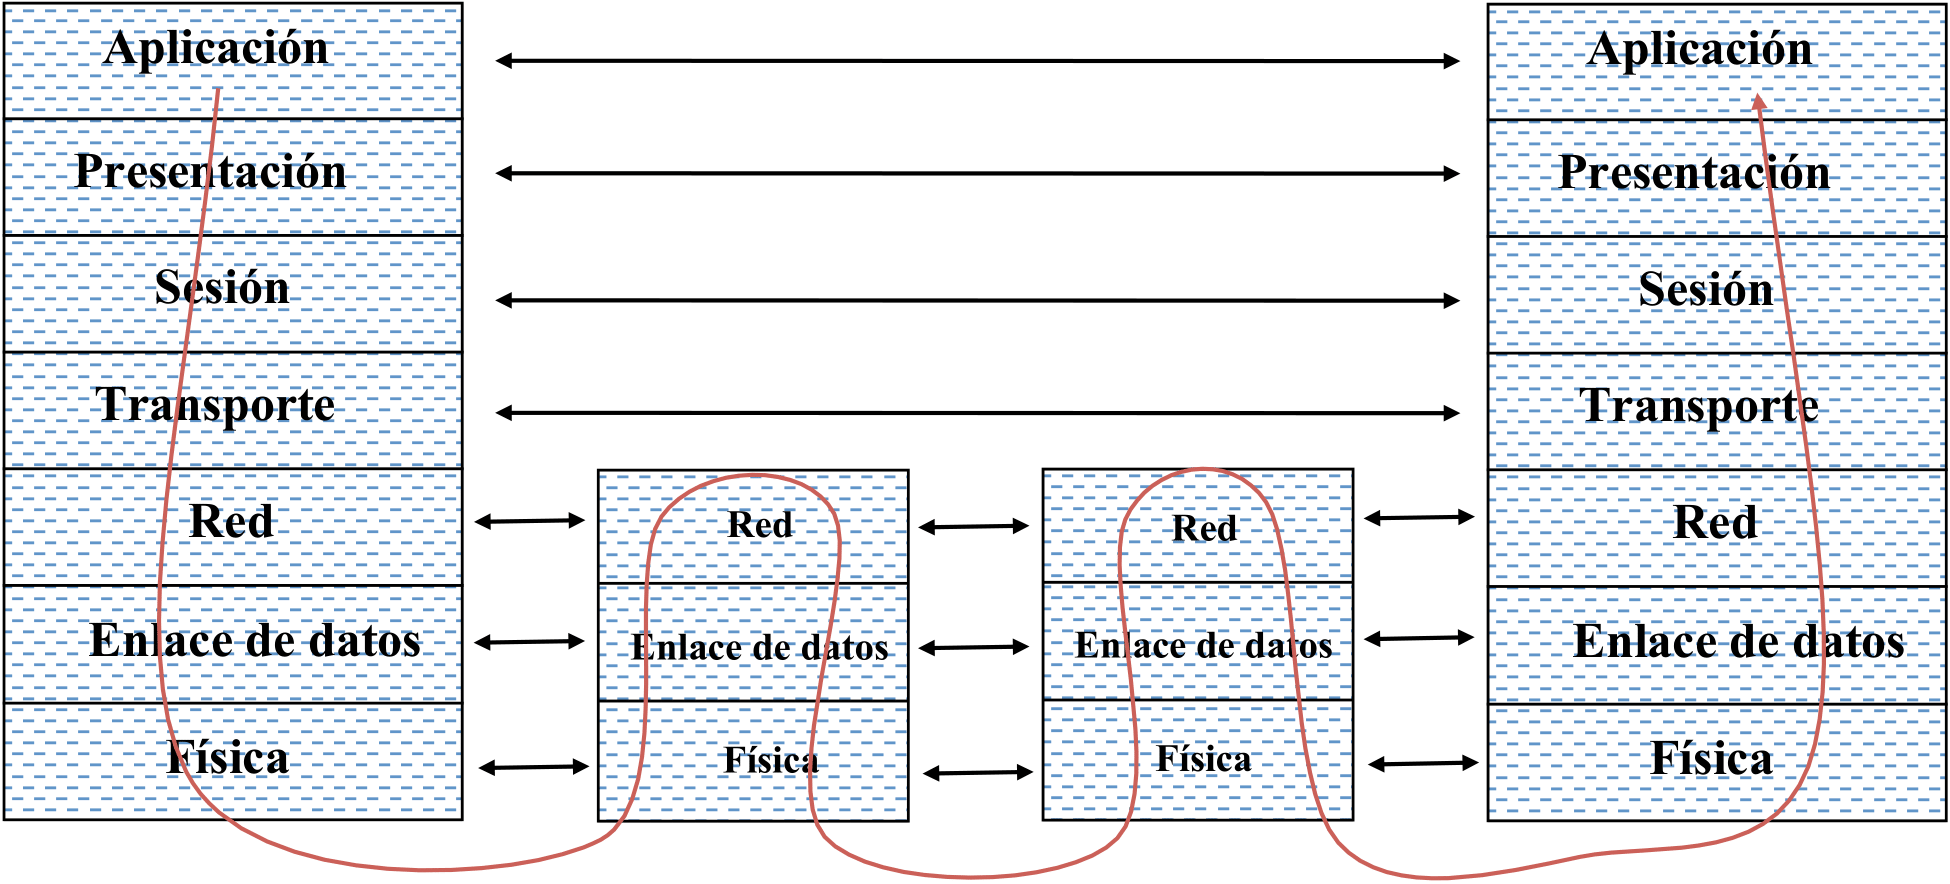 Aplicación
Presentación
Sesión
Transporte
Red
Enlace de datos
Física
Red
Enlace de datos
Física
Red
Enlace de datos
Física
Aplicación
Presentación
Sesión
Transporte
Red
Enlace de datos
Física